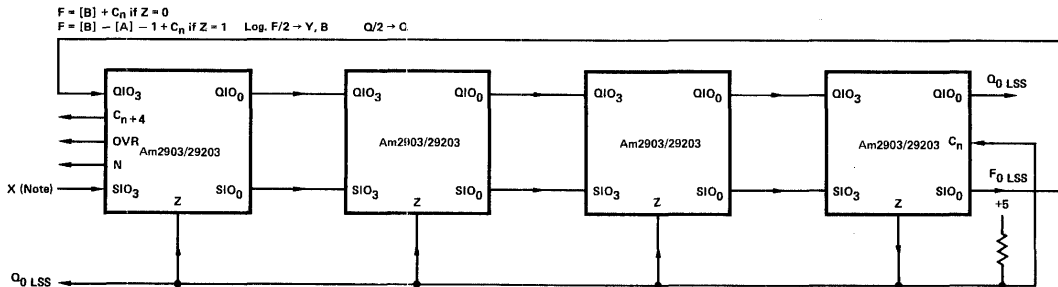 F = [B] + Cn if Z = 0
F = [B] – [A] – 1 + Cn if Z = 1 Log. F/2 → Y, B Q/2 → Q
QIO3 QIO0 QIO3 QIO0 QIO3 QIO0 QIO3 QIO0 Q0 LSS
Cn+4 Cn
OVR Am2903/29203 Am2903/29203 Am2903/29203 Am2903/29203
N
X (Note) SIO3 SIO0 SIO3 SIO0 SIO3 SIO0 SIO3 SIO0 F0 LSS
Z Z Z Z +5
Q0 LSS